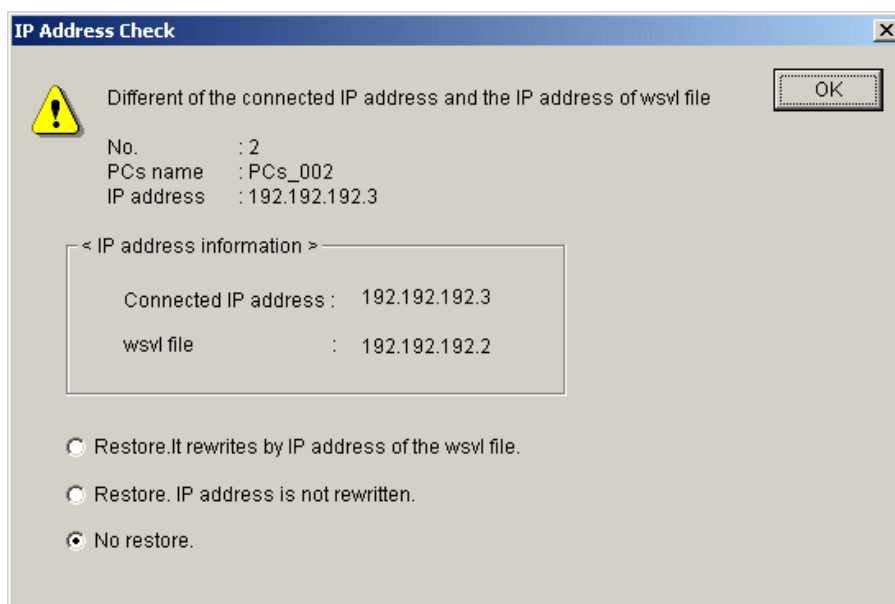 IP Address Check
OK
Different of the connected IP address and the IP address of wsvl file
No. : 2
PCs name : PCs_002
IP address : 192.192.192.3
< IP address information >
Connected IP address : 192.192.192.3
wsvl file : 192.192.192.2
Restore.It rewrites by IP address of the wsvl file.
Restore. IP address is not rewritten.
No restore.